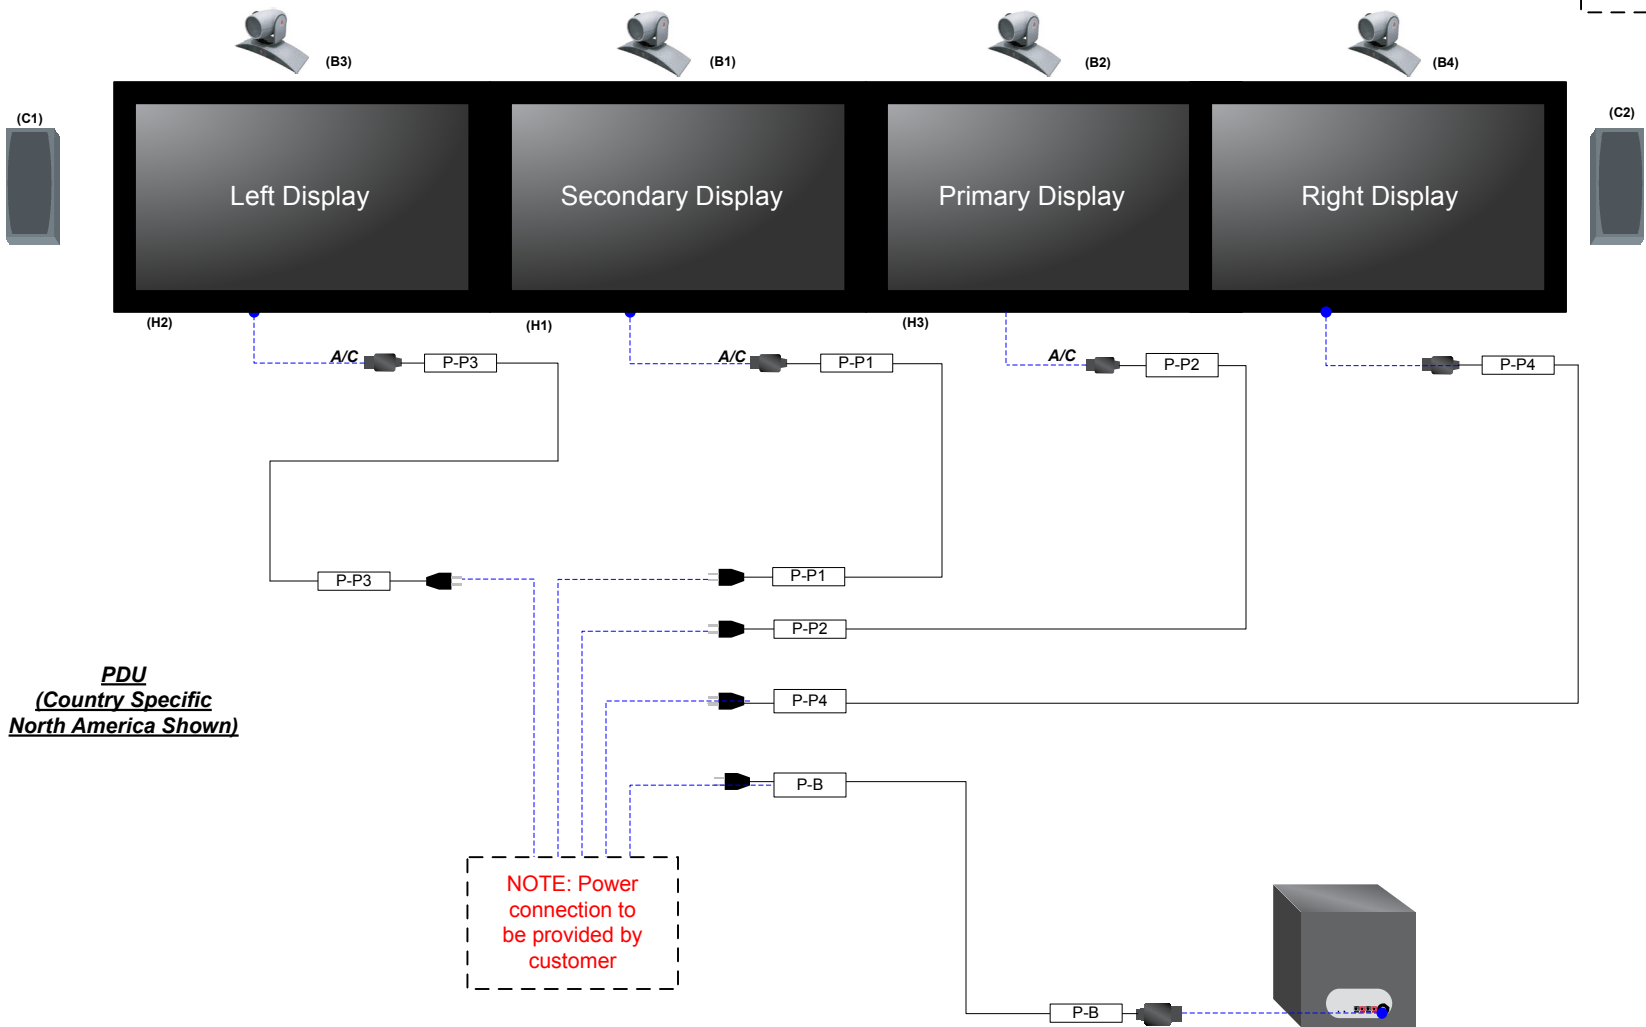 (B3)
(B1)
(B2)
(B4)
(C1)
(C2)
Left Display
Secondary Display
Primary Display
Right Display
(H2)
(H1)
(H3)
A/C
P-P3
A/C
P-P1
A/C
P-P2
P-P4
P-P3
P-P1
P-P2
P-P4
PDU
(Country Specific
North America Shown)
P-B
NOTE: Power
connection to
be provided by
customer
P-B